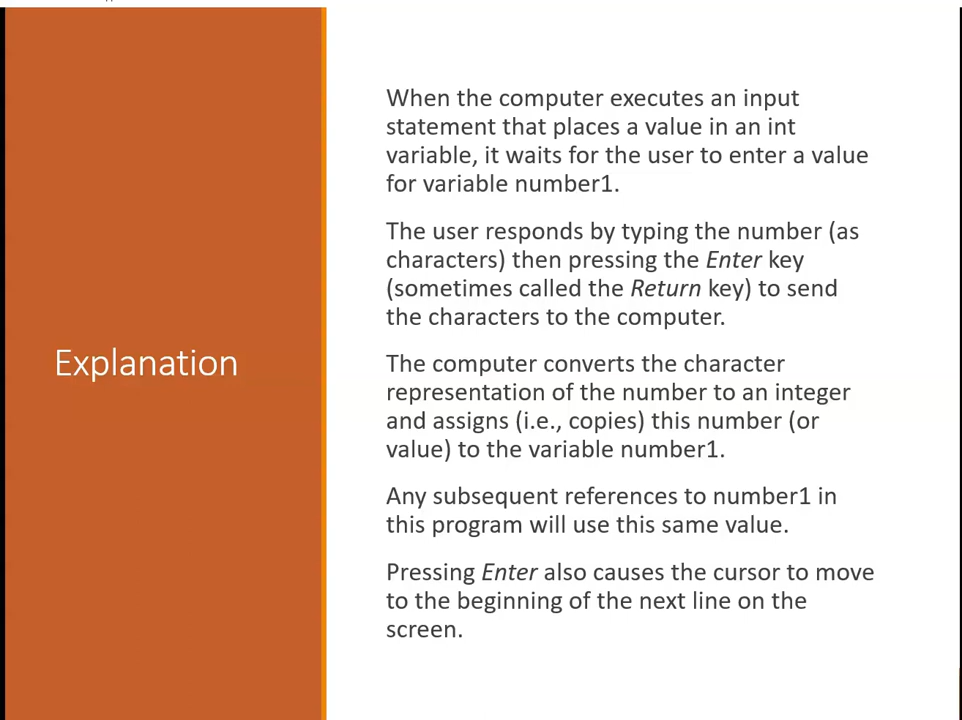 Explanation
When the computer executes an input
statement that places a value in an int
variable, it waits for the user to enter a value
for variable number1.
The user responds by typing the number (as
characters) then pressing the Enter key
(sometimes called the Return key) to send
the characters to the computer.
The computer converts the character
representation of the number to an integer
and assigns (i.e., copies) this number (or
value) to the variable number1.
Any subsequent references to number1 in
this program will use this same value.
Pressing Enter also causes the cursor to move
to the beginning of the next line on the
screen.